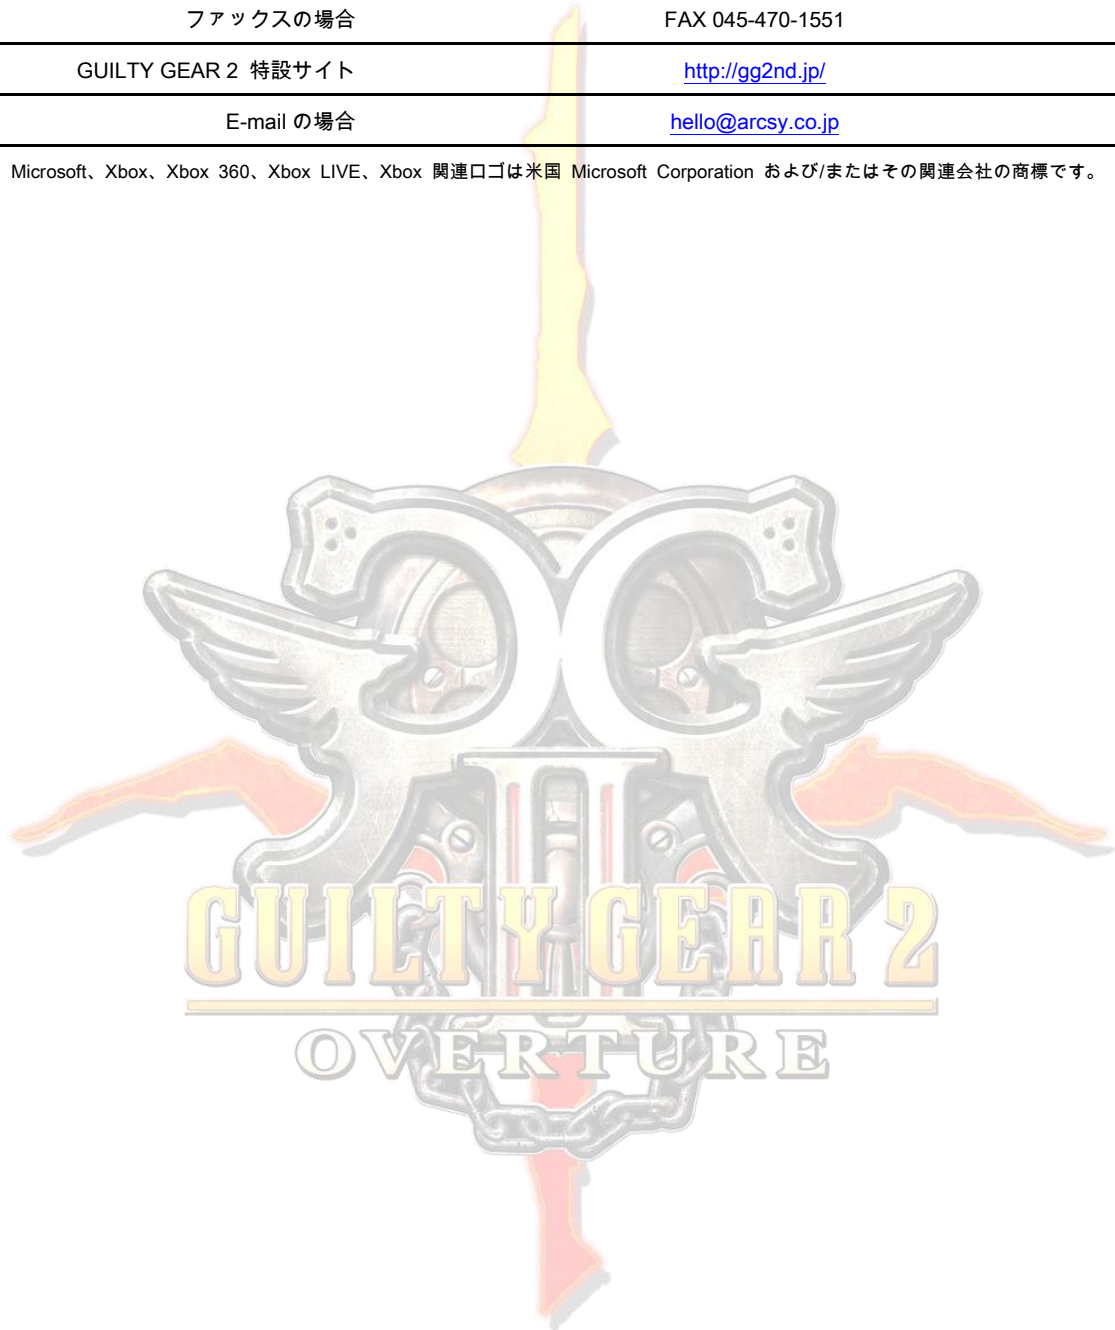 ファックスの場合 FAX 045-470-1551
GUILTY GEAR 2 特設サイト http://gg2nd.jp/
E-mail の場合 hello@arcsy.co.jp
Microsoft、Xbox、Xbox 360、Xbox LIVE、Xbox 関連ロゴは米国 Microsoft Corporation および/またはその関連会社の商標です。
GUILTY GEAR 2
OVERTURE